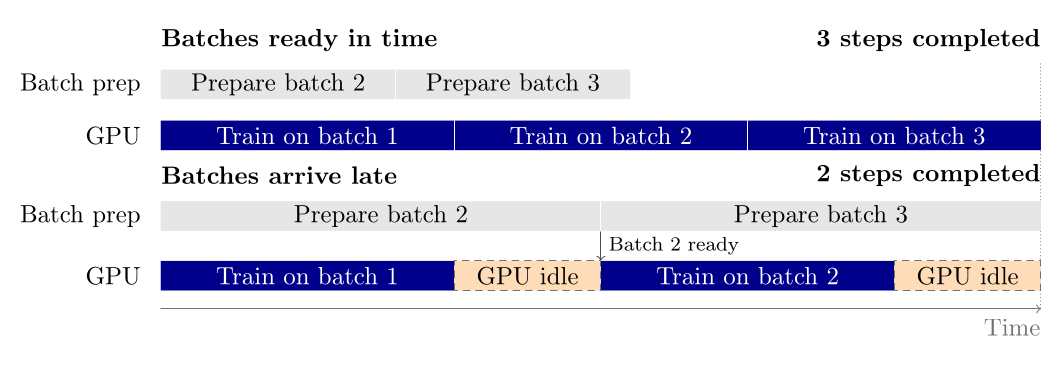 Batches ready in time 3 steps completed
Batch prep Prepare batch 2 Prepare batch 3
GPU Train on batch 1 Train on batch 2 Train on batch 3
Batches arrive late 2 steps completed
Batch prep Prepare batch 2 Prepare batch 3
Batch 2 ready
GPU Train on batch 1 GPU idle Train on batch 2 GPU idle
Time